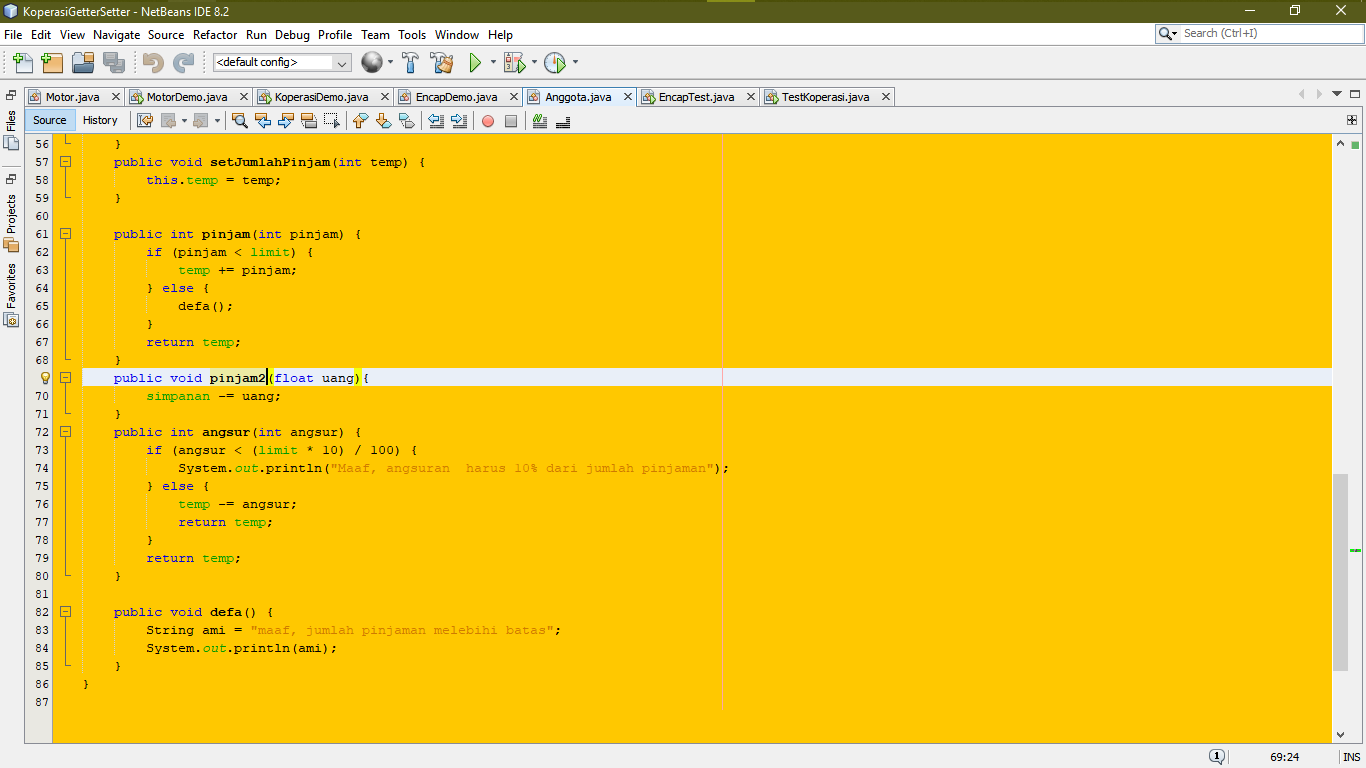 KoperasiGetterSetter - NetBeans IDE 8.2
File Edit View Navigate Source Refactor Run Debug Profile Team Tools Window Help
Search (Ctrl+I)
<default config>
Motor.java MotorDemo.java KoperasiDemo.java EncapDemo.java Anggota.java EncapTest.java TestKoperasi.java
Source History
Files
Projects
Favorites
56 }
57 public void setJumlahPinjam(int temp) {
58 this.temp = temp;
59 }
60
61 public int pinjam(int pinjam) {
62 if (pinjam < limit) {
63 temp += pinjam;
64 } else {
65 defa();
66 }
67 return temp;
68 }
public void pinjam2(float uang){
70 simpanan -= uang;
71 }
72 public int angsur(int angsur) {
73 if (angsur < (limit * 10) / 100) {
74 System.out.println("Maaf, angsuran  harus 10% dari jumlah pinjaman");
75 } else {
76 temp -= angsur;
77 return temp;
78 }
79 return temp;
80 }
81
82 public void defa() {
83 String ami = "maaf, jumlah pinjaman melebihi batas";
84 System.out.println(ami);
85 }
86 }
87
1 69:24 INS